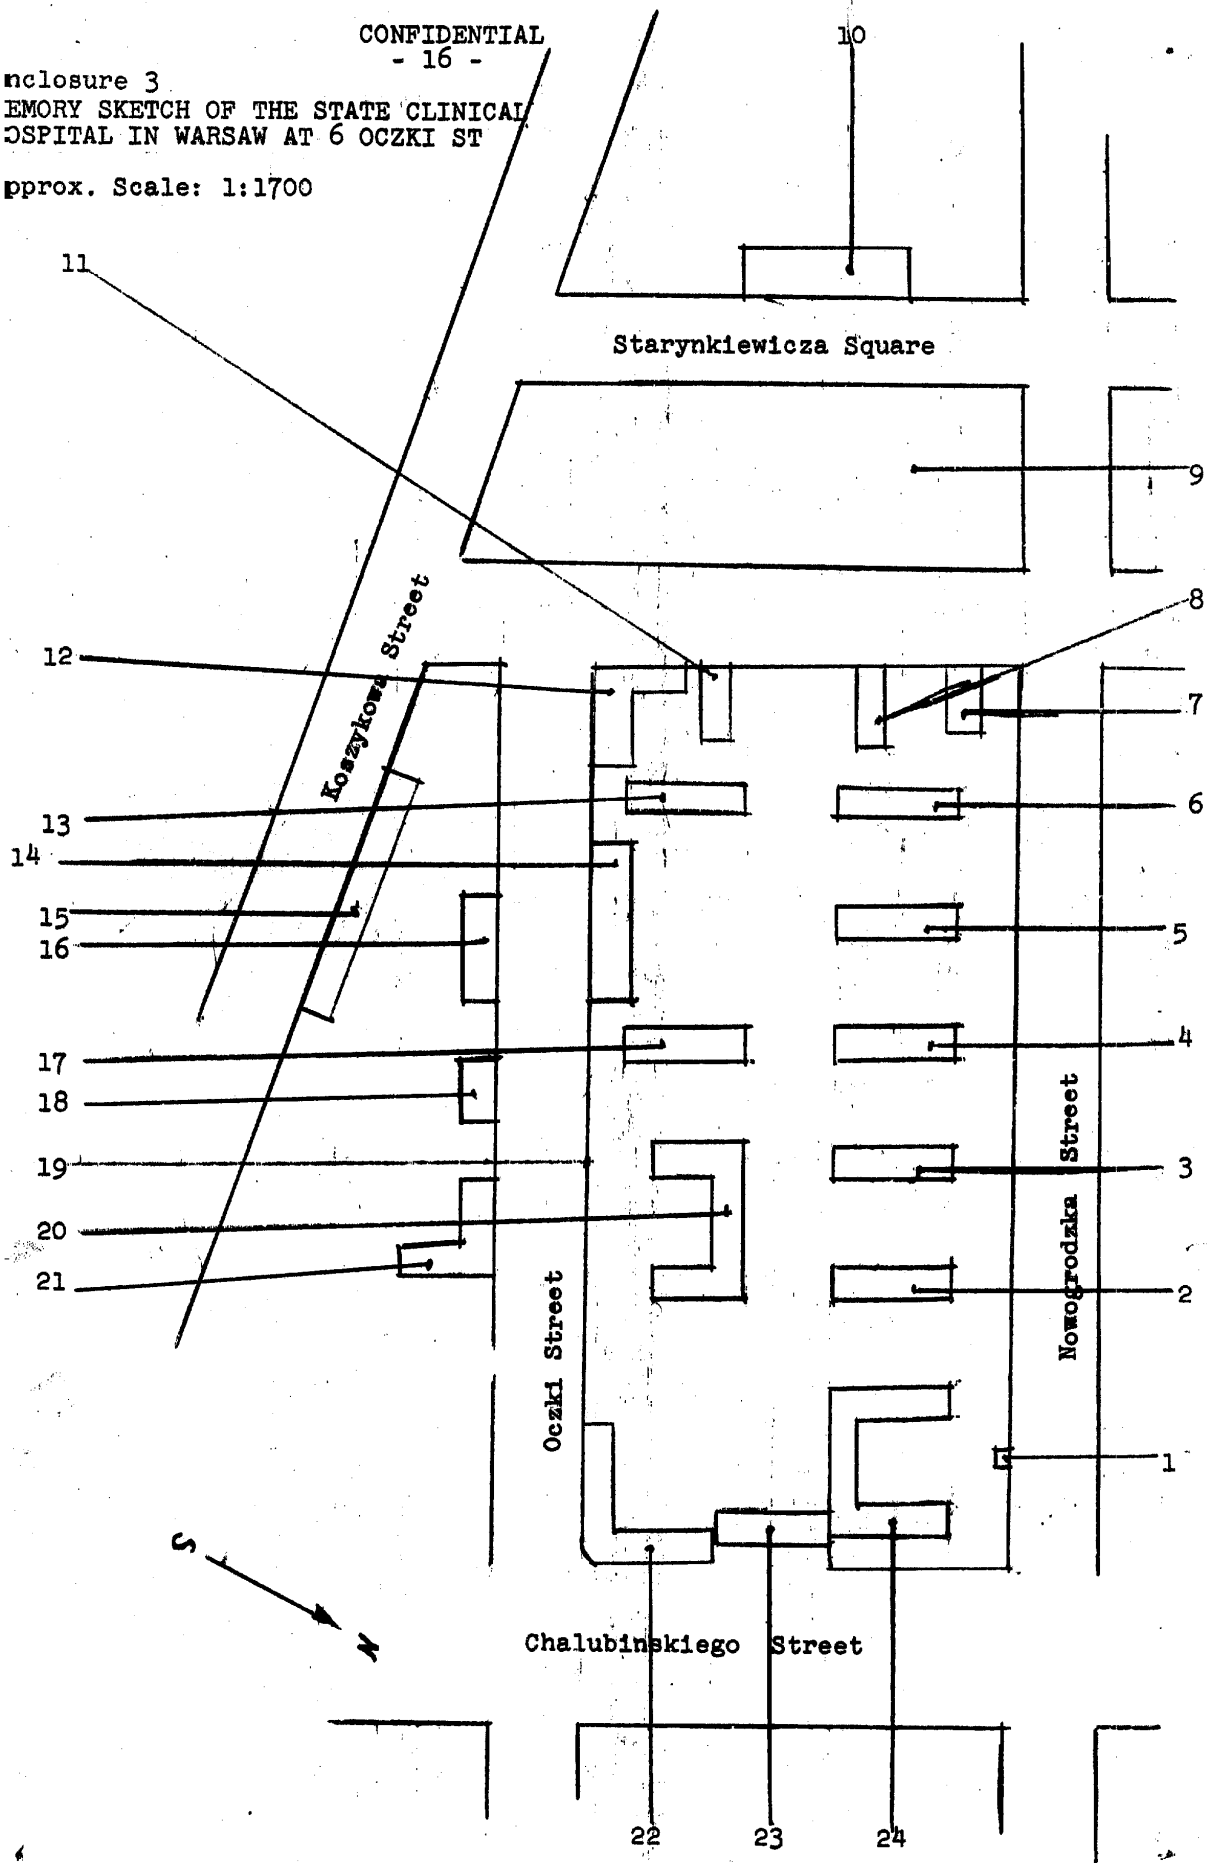 CONFIDENTIAL
- 16 -
nclosure 3
EMORY SKETCH OF THE STATE CLINICAL
OSPITAL IN WARSAW AT 6 OCZKI ST
pprox. Scale: 1:1700
10
11
Starynkiewicza Square
9
8
12
Koszykowa Street
7
13
6
14
15
5
16
17
4
18
19
3
20
21
2
Oczki Street
Nowogrodzka Street
1
S
N
Chalubinskiego Street
22
23
24